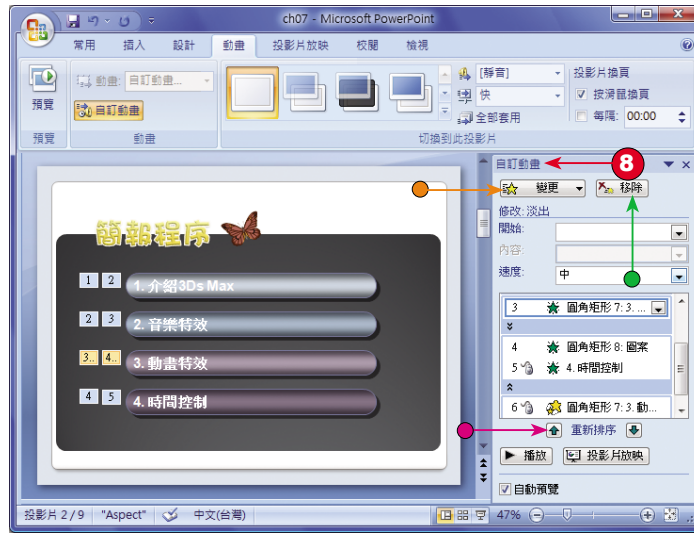 ch07 - Microsoft PowerPoint
常用 插入 設計 動畫 投影片放映 校閱 檢視
預覽
預覽
動畫: 自訂動畫...
自訂動畫
動畫
[靜音]
快
全部套用
切換到此投影片
投影片換頁
按滑鼠換頁
每隔: 00:00
簡報程序
1 2 1. 介紹3Ds Max
2 3 2. 音樂特效
3.. 4.. 3. 動畫特效
4 5 4. 時間控制
自訂動畫 8
變更 移除
修改: 淡出
開始:
內容:
速度: 中
3 圓角矩形 7: 3. ...
4 圓角矩形 8: 圖案
5 4. 時間控制
6 圓角矩形 7: 3. 動...
重新排序
播放 投影片放映
自動預覽
投影片 2 / 9 "Aspect" 中文(台灣) 47%